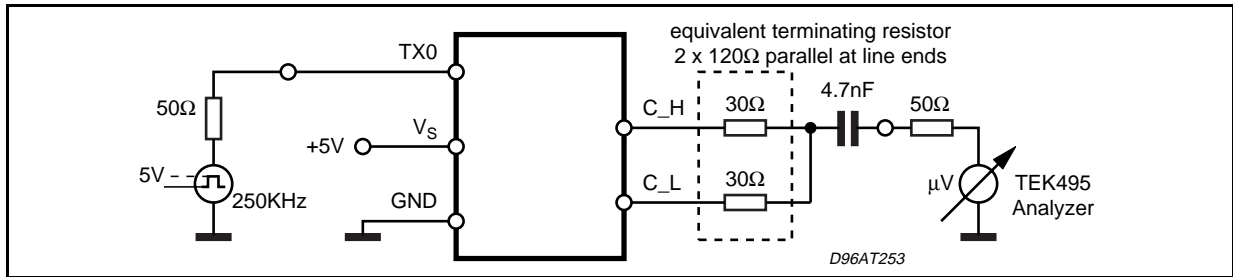 equivalent terminating resistor
2 x 120Ω parallel at line ends
TX0
50Ω
4.7nF
C_H
30Ω
50Ω
+5V
VS
5V
250KHz
GND
C_L
30Ω
µV
TEK495
Analyzer
D96AT253